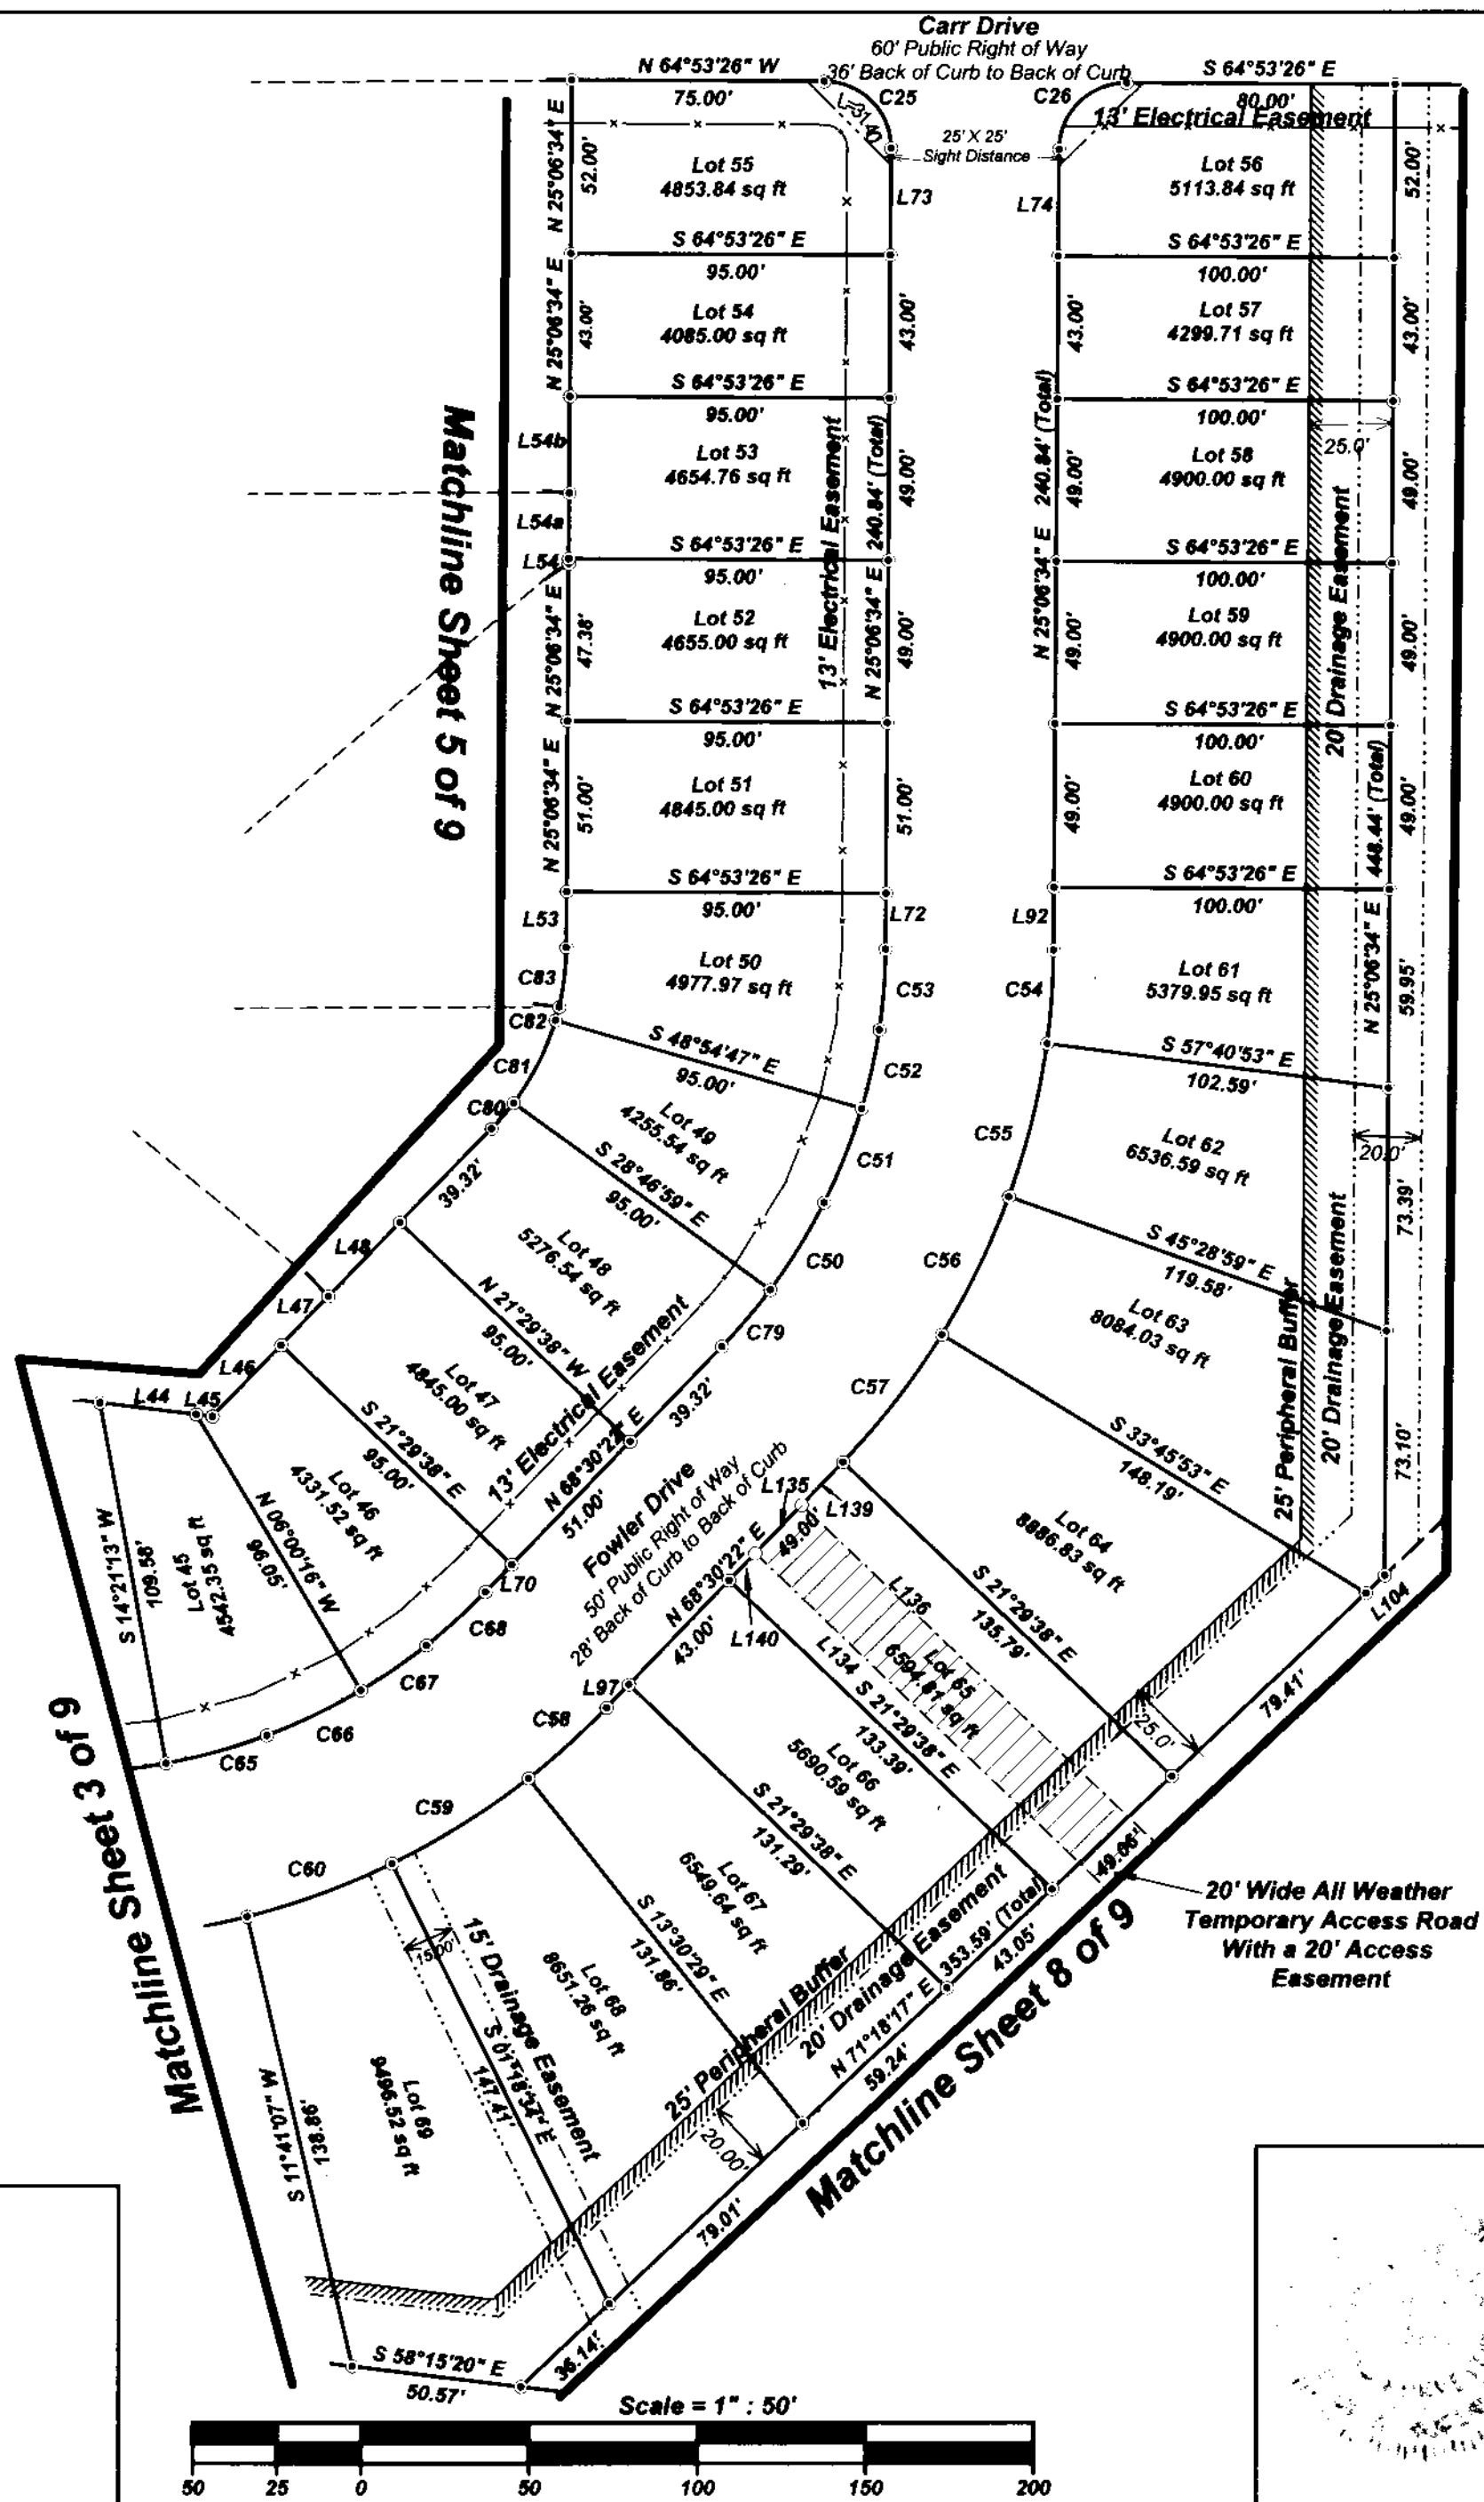 Carr Drive
60' Public Right of Way
36' Back of Curb to Back of Curb
N 64°53'26" W
75.00'
C25
L=31.40
C26
S 64°53'26" E
80.00'
13' Electrical Easement
25' X 25'
Sight Distance
N 25°06'34" E
52.00'
Lot 55
4853.84 sq ft
L73
L74
Lot 56
5113.84 sq ft
52.00'
S 64°53'26" E
95.00'
S 64°53'26" E
100.00'
N 25°06'34" E
43.00'
Lot 54
4085.00 sq ft
43.00'
43.00'
Lot 57
4299.71 sq ft
43.00'
S 64°53'26" E
95.00'
S 64°53'26" E
100.00'
25.0'
Matchline Sheet 5 of 9
L54b
L54a
L54
Lot 53
4654.76 sq ft
13' Electrical Easement
N 25°06'34" E 240.84' (Total)
49.00'
N 25°06'34" E 240.84' (Total)
49.00'
Lot 58
4900.00 sq ft
49.00'
S 64°53'26" E
95.00'
S 64°53'26" E
100.00'
N 25°06'34" E
47.38'
Lot 52
4655.00 sq ft
49.00'
49.00'
Lot 59
4900.00 sq ft
20' Drainage Easement
49.00'
S 64°53'26" E
95.00'
S 64°53'26" E
100.00'
N 25°06'34" E
51.00'
Lot 51
4845.00 sq ft
51.00'
49.00'
Lot 60
4900.00 sq ft
N 25°06'34" E 448.44' (Total)
49.00'
S 64°53'26" E
95.00'
S 64°53'26" E
100.00'
L53
L72
L92
C83
Lot 50
4977.97 sq ft
C53
C54
Lot 61
5379.95 sq ft
59.95'
C82
S 48°54'47" E
95.00'
S 57°40'53" E
102.59'
C81
C80
C52
Lot 49
4255.54 sq ft
C51
C55
Lot 62
6536.59 sq ft
20.0'
73.39'
39.32'
S 28°46'59" E
95.00'
L48
Lot 48
5276.54 sq ft
C50
C56
S 45°28'59" E
119.58'
L47
N 21°29'38" W
95.00'
C79
Lot 63
8084.03 sq ft
25' Peripheral Buffer
20' Drainage Easement
L46
L44
L45
Lot 47
4845.00 sq ft
13' Electrical Easement
39.32'
C57
S 21°29'38" E
95.00'
N 68°30'22" E
51.00'
S 33°45'53" E
148.19'
73.10'
Lot 46
4331.52 sq ft
Fowler Drive
50' Public Right of Way
28' Back of Curb to Back of Curb
L135
L139
S 14°21'13" W
109.58'
Lot 45
4542.35 sq ft
N 06°00'16" W
96.05'
L70
N 68°30'22" E
49.00'
43.00'
L140
L136
Lot 64
8886.83 sq ft
S 21°29'38" E
135.79'
L104
C68
C67
C66
C65
L97
C58
L134
Lot 65
6594.81 sq ft
S 21°29'38" E
133.39'
25.0'
79.41'
Matchline Sheet 3 of 9
C59
C60
Lot 66
5690.59 sq ft
S 21°29'38" E
131.29'
49.06'
20' Wide All Weather
Temporary Access Road
With a 20' Access
Easement
Lot 67
6549.64 sq ft
S 13°30'29" E
131.86'
N 71°18'17" E 353.59' (Total)
43.05'
59.24'
Matchline Sheet 8 of 9
15.00'
15' Drainage Easement
S 01°18'34" E
147.41'
Lot 68
8651.26 sq ft
25' Peripheral Buffer
20' Drainage Easement
20.00'
Lot 69
9496.52 sq ft
S 11°41'07" W
138.86'
79.01'
36.14'
S 58°15'20" E
50.57'
Scale = 1" : 50'
50 25 0 50 100 150 200